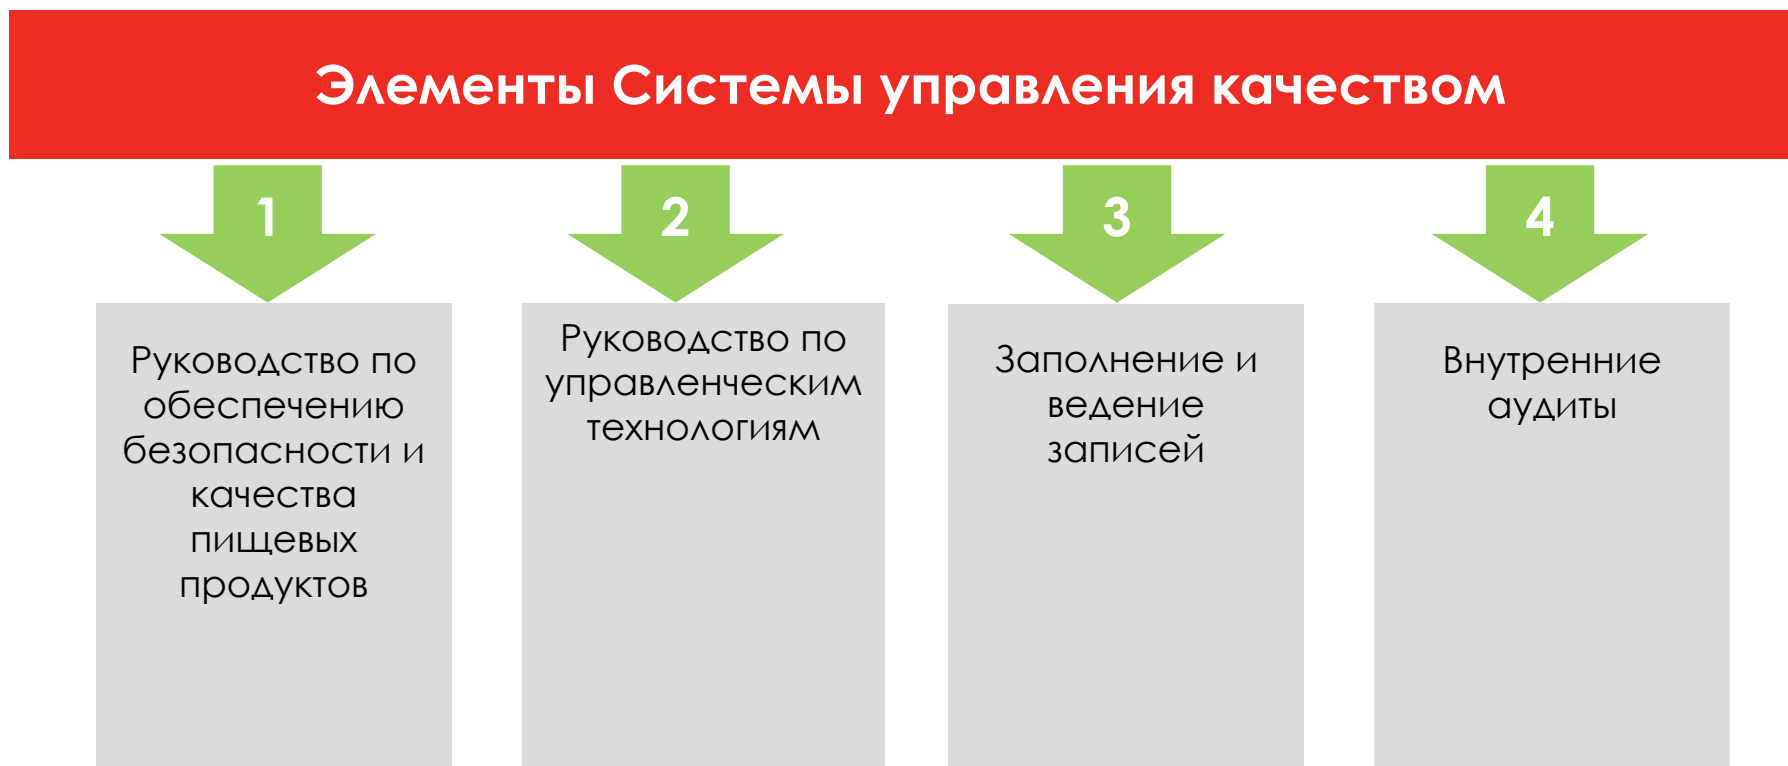 Элементы Системы управления качеством
1
2
3
4
Руководство по
обеспечению
безопасности и
качества
пищевых
продуктов
Руководство по
управленческим
технологиям
Заполнение и
ведение
записей
Внутренние
аудиты